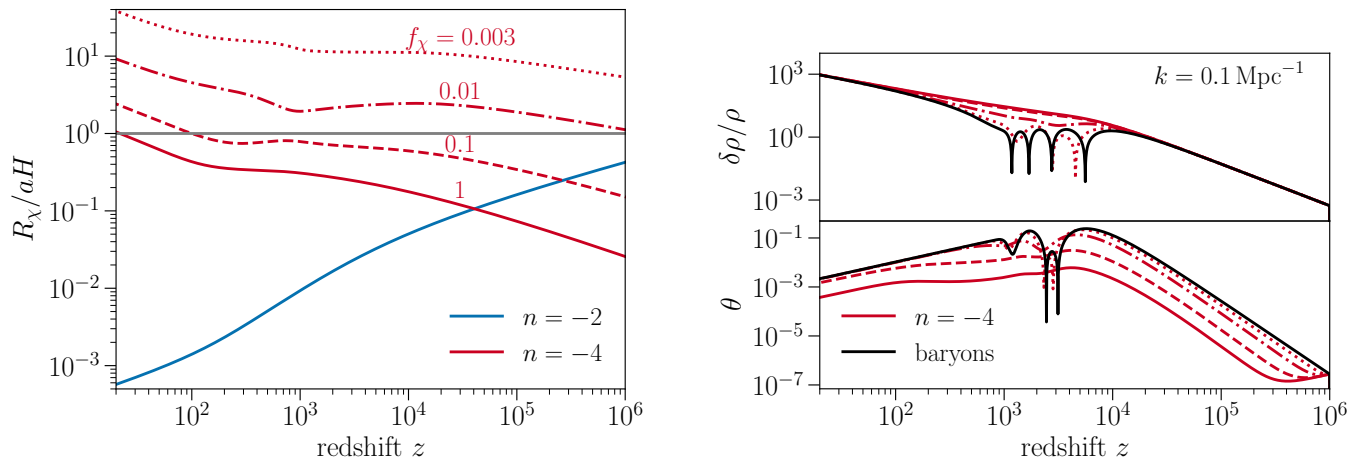 10^1
10^0
10^{-1}
10^{-2}
10^{-3}
R_χ/aH
f_χ = 0.003
0.01
0.1
1
n = −2
n = −4
10^2
10^3
10^4
10^5
10^6
redshift z
k = 0.1 Mpc^{−1}
10^3
10^0
10^{-3}
δρ/ρ
10^{-1}
10^{-3}
10^{-5}
10^{-7}
θ
n = −4
baryons
10^2
10^3
10^4
10^5
10^6
redshift z